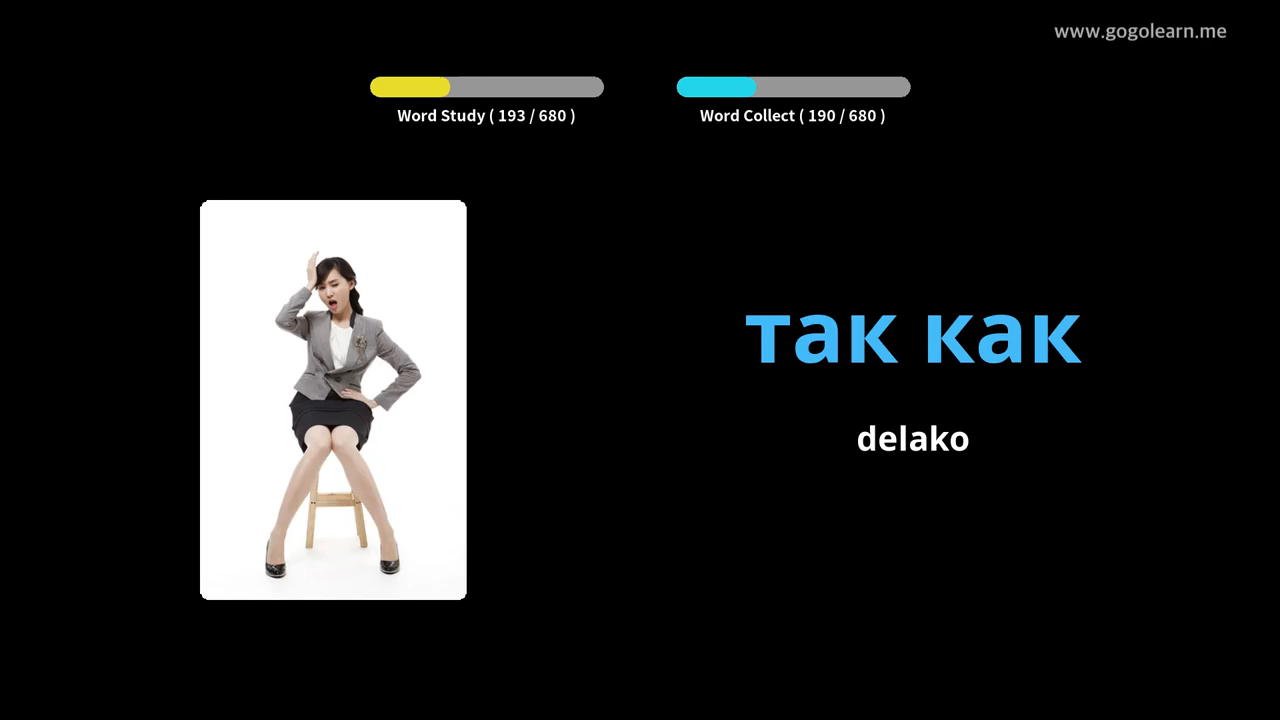 www.gogolearn.me
Word Study ( 193 / 680 )
Word Collect ( 190 / 680 )
так как
delako